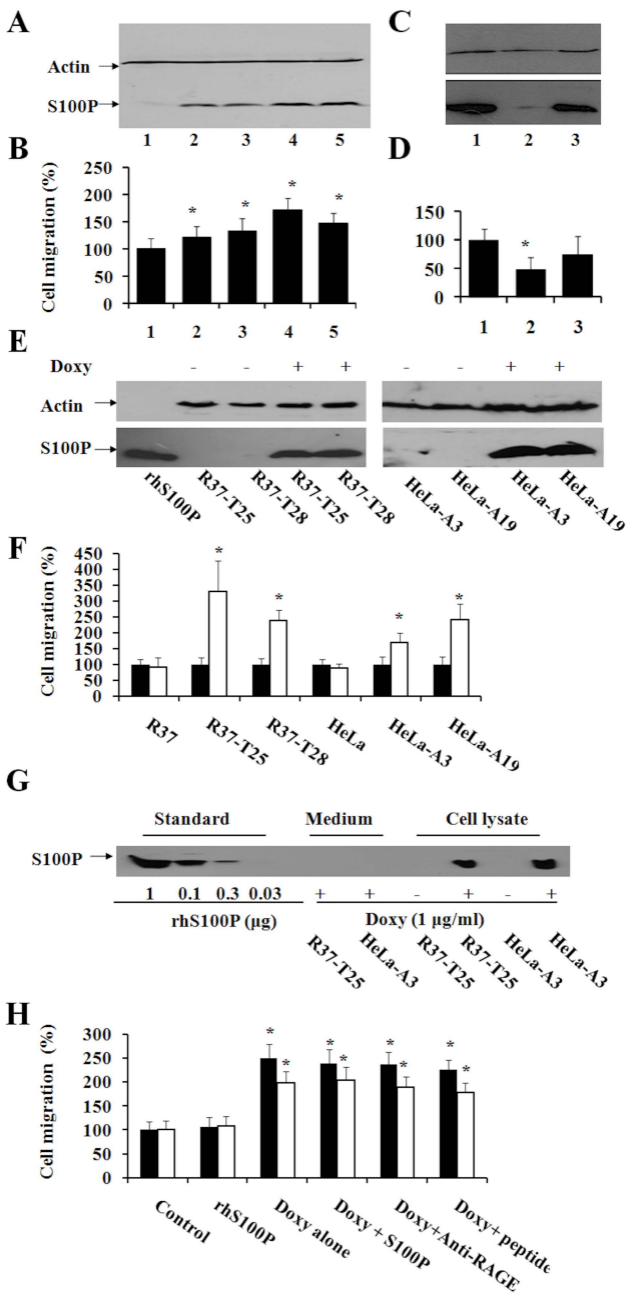 A
C
Actin
S100P
1 2 3 4 5
1 2 3
B
D
Cell migration (%)
250
200
150
100
50
0
1 2 3 4 5
*
*
*
*
150
100
50
0
1 2 3
*
E
Doxy - - + + - - + +
Actin
S100P
rhS100P
R37-T25
R37-T28
R37-T25
R37-T28
HeLa-A3
HeLa-A19
HeLa-A3
HeLa-A19
F
Cell migration (%)
450
400
350
300
250
200
150
100
50
0
*
*
*
*
R37
R37-T25
R37-T28
HeLa
HeLa-A3
HeLa-A19
G
Standard Medium Cell lysate
S100P
1 0.1 0.3 0.03 + + - + - +
rhS100P (µg) Doxy (1 µg/ml)
R37-T25
HeLa-A3
R37-T25
R37-T25
HeLa-A3
HeLa-A3
H
Cell migration (%)
300
250
200
150
100
50
0
* *
* *
* *
* *
Control
rhS100P
Doxy alone
Doxy + S100P
Doxy+Anti-RAGE
Doxy+ peptide